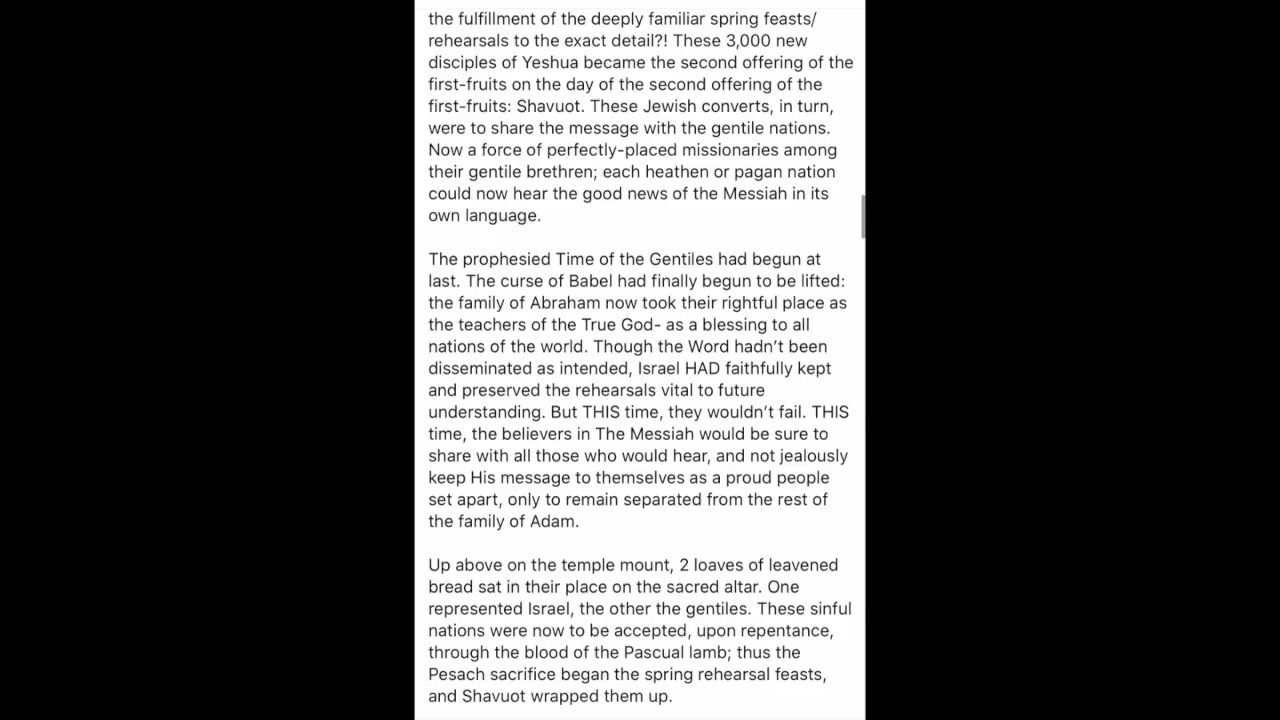 the fulfillment of the deeply familiar spring feasts/
rehearsals to the exact detail?! These 3,000 new
disciples of Yeshua became the second offering of the
first-fruits on the day of the second offering of the
first-fruits: Shavuot. These Jewish converts, in turn,
were to share the message with the gentile nations.
Now a force of perfectly-placed missionaries among
their gentile brethren; each heathen or pagan nation
could now hear the good news of the Messiah in its
own language.
The prophesied Time of the Gentiles had begun at
last. The curse of Babel had finally begun to be lifted:
the family of Abraham now took their rightful place as
the teachers of the True God- as a blessing to all
nations of the world. Though the Word hadn’t been
disseminated as intended, Israel HAD faithfully kept
and preserved the rehearsals vital to future
understanding. But THIS time, they wouldn’t fail. THIS
time, the believers in The Messiah would be sure to
share with all those who would hear, and not jealously
keep His message to themselves as a proud people
set apart, only to remain separated from the rest of
the family of Adam.
Up above on the temple mount, 2 loaves of leavened
bread sat in their place on the sacred altar. One
represented Israel, the other the gentiles. These sinful
nations were now to be accepted, upon repentance,
through the blood of the Pascual lamb; thus the
Pesach sacrifice began the spring rehearsal feasts,
and Shavuot wrapped them up.